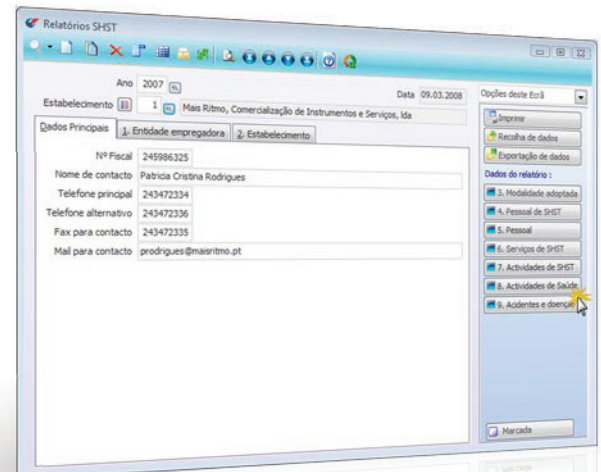 Relatórios SHST
Ano 2007 Data 09.03.2008
Estabelecimento 1 Mais Ritmo, Comercialização de Instrumentos e Serviços, lda
Dados Principais 1. Entidade empregadora 2. Estabelecimento
Nº Fiscal 245986325
Nome de contacto Patricia Cristina Rodrigues
Telefone principal 243472334
Telefone alternativo 243472336
Fax para contacto 243472335
Mail para contacto prodrigues@maisritmo.pt
Opções deste Ecrã
Imprimir
Recolha de dados
Exportação de dados
Dados do relatório :
3. Modalidade adoptada
4. Pessoal de SHST
5. Pessoal
6. Serviços de SHST
7. Actividades de SHST
8. Actividades de Saúde
9. Acidentes e doenças
Marcada